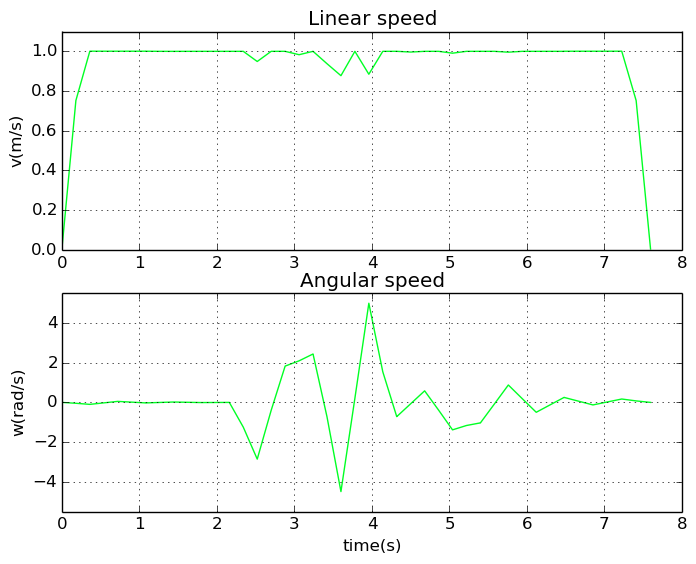 Linear speed
1.0
0.8
0.6
0.4
0.2
0.0
v(m/s)
0 1 2 3 4 5 6 7 8
Angular speed
4
2
0
−2
−4
w(rad/s)
0 1 2 3 4 5 6 7 8
time(s)